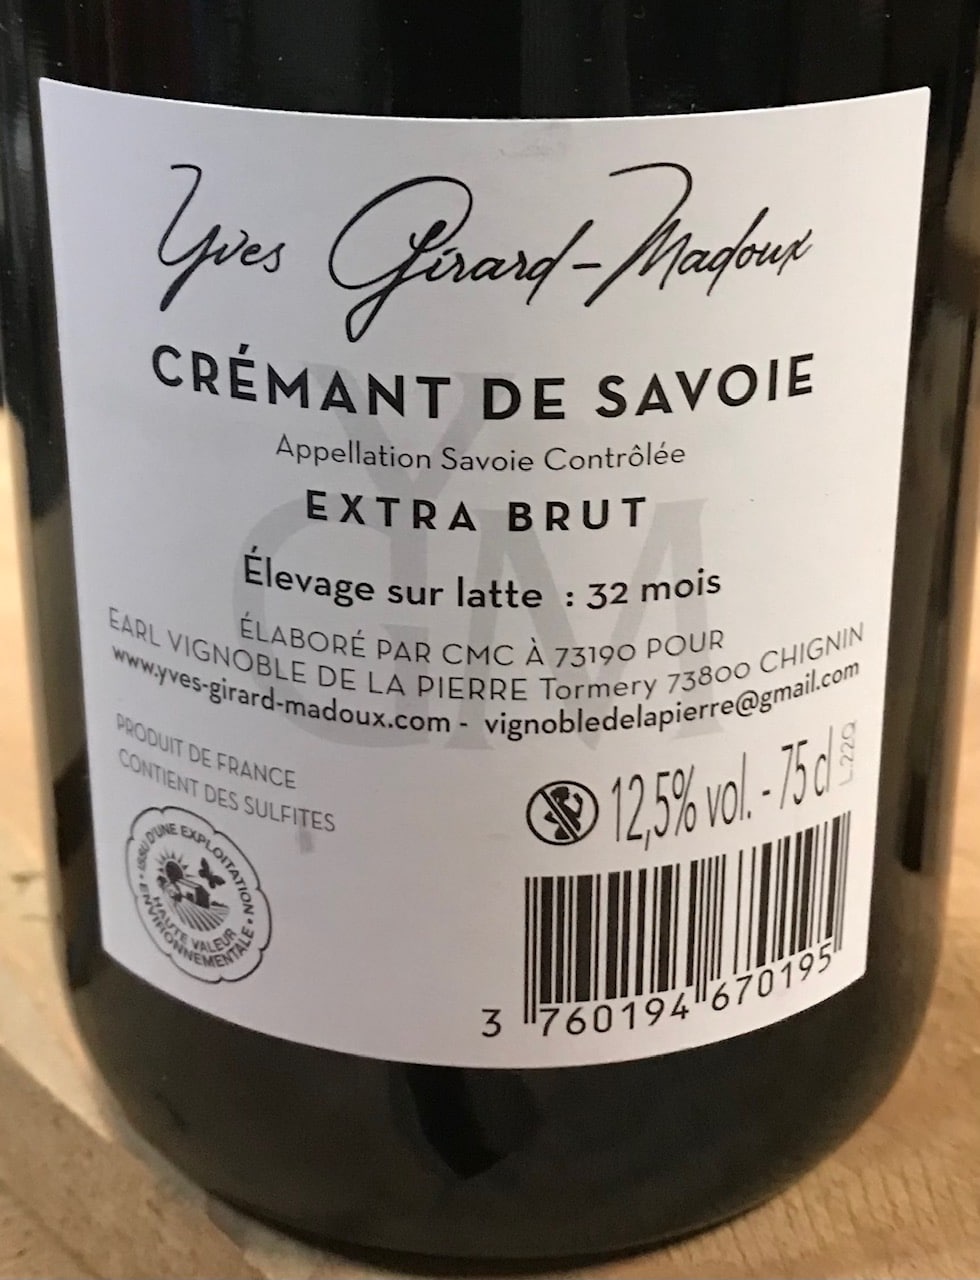 Yves Girard-Madoux
CRÉMANT DE SAVOIE
Appellation Savoie Contrôlée
EXTRA BRUT
Élevage sur latte : 32 mois
ÉLABORÉ PAR CMC À 73190 POUR
EARL VIGNOBLE DE LA PIERRE Tormery 73800 CHIGNIN
www.yves-girard-madoux.com - vignobledelapierre@gmail.com
PRODUIT DE FRANCE
CONTIENT DES SULFITES
12,5% vol. - 75 cl
L.22Q
ISSU D'UNE EXPLOITATION
HAUTE VALEUR
ENVIRONNEMENTALE
YGM
3 760194 670195